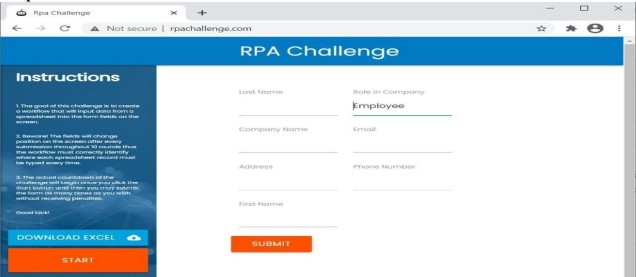 Rpa Challenge
Not secure | rpachallenge.com
RPA Challenge
Instructions
1. The goal of this challenge is to create
a workflow that will input data from a
spreadsheet into the form fields on the
screen.
2. Beware! The fields will change
position on the screen after every
submission throughout 10 rounds thus
the workflow must correctly identify
where each spreadsheet record must
be typed every time.
3. The actual countdown of the
challenge will begin once you click the
Start button until then you may submit
the form as many times as you wish
without receiving penalties.
Good luck!
DOWNLOAD EXCEL
START
Last Name
Role in Company
Employee
Company Name
Email
Address
Phone Number
First Name
SUBMIT